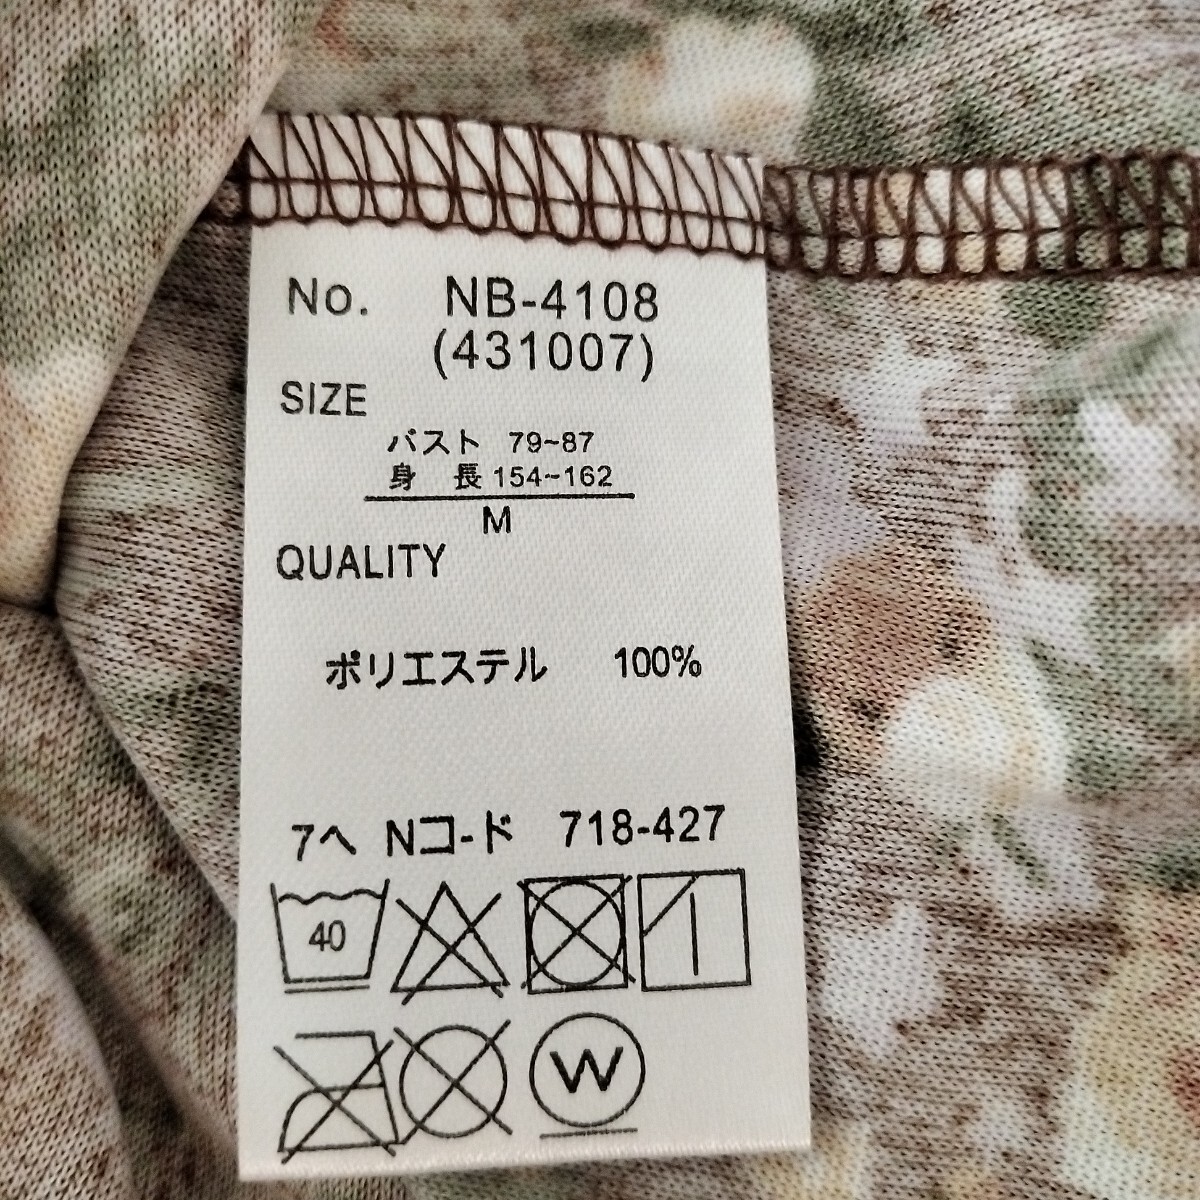 No. NB-4108
(431007)
SIZE
バスト 79~87
身 長 154~162
M
QUALITY
ポリエステル 100%
7ヘ Nコ-ド 718-427
40
W